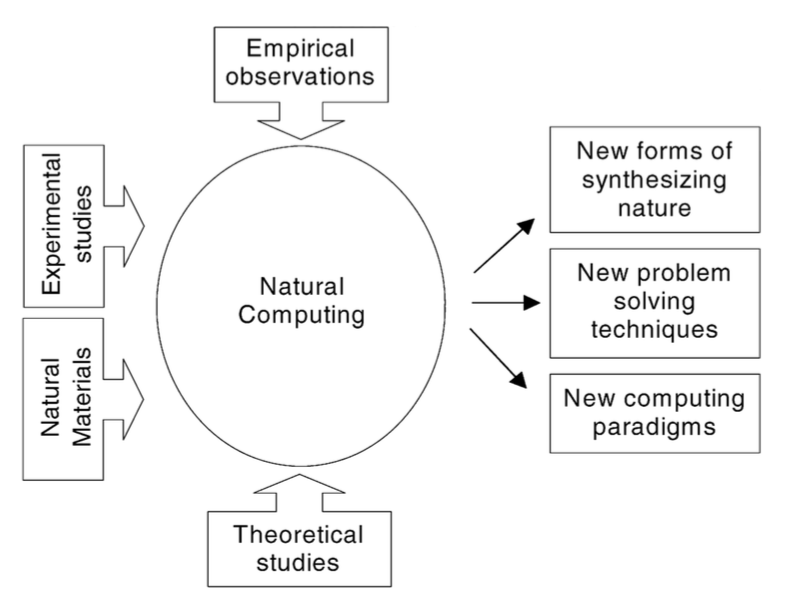 Empirical
observations
Experimental
studies
Natural
Materials
Natural
Computing
Theoretical
studies
New forms of
synthesizing
nature
New problem
solving
techniques
New computing
paradigms